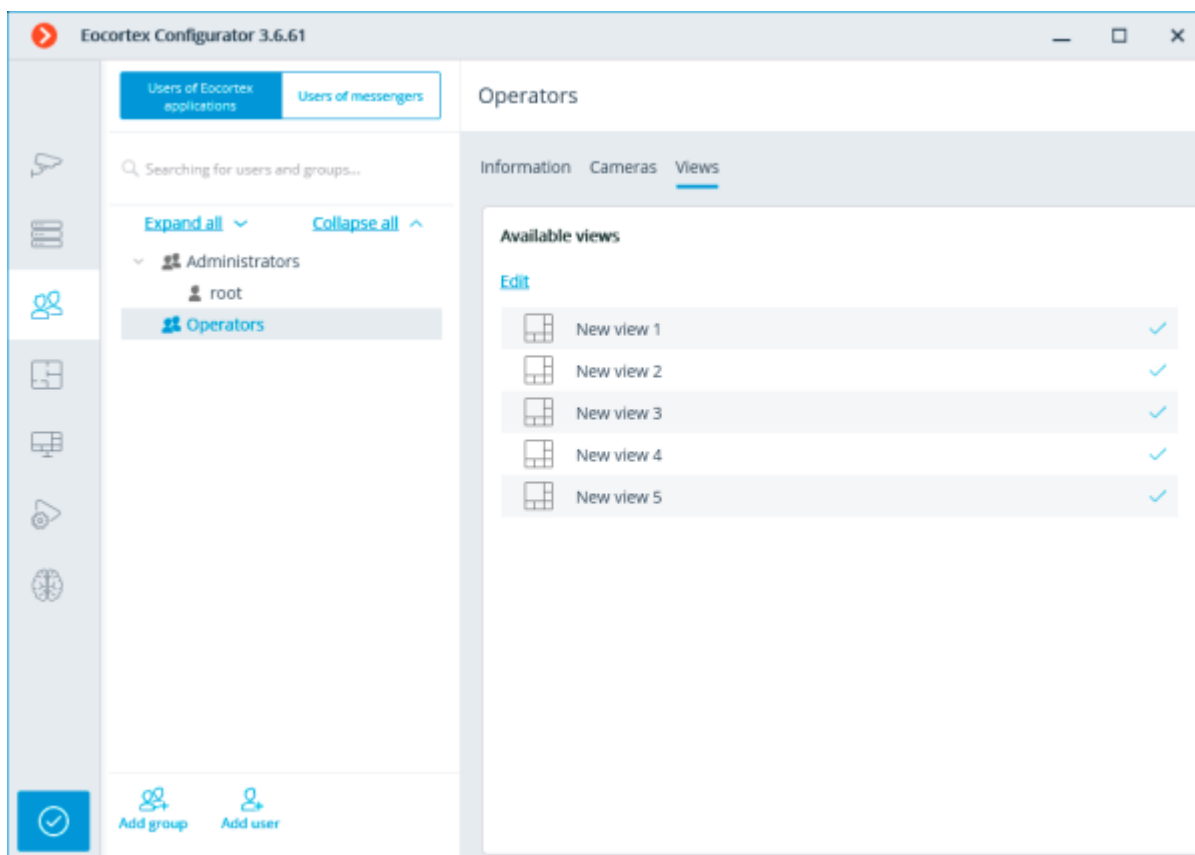 Eocortex Configurator 3.6.61
Users of Eocortex
applications
Users of messengers
Searching for users and groups...
Expand all
Collapse all
Administrators
root
Operators
Add group
Add user
Operators
Information Cameras Views
Available views
Edit
New view 1
New view 2
New view 3
New view 4
New view 5